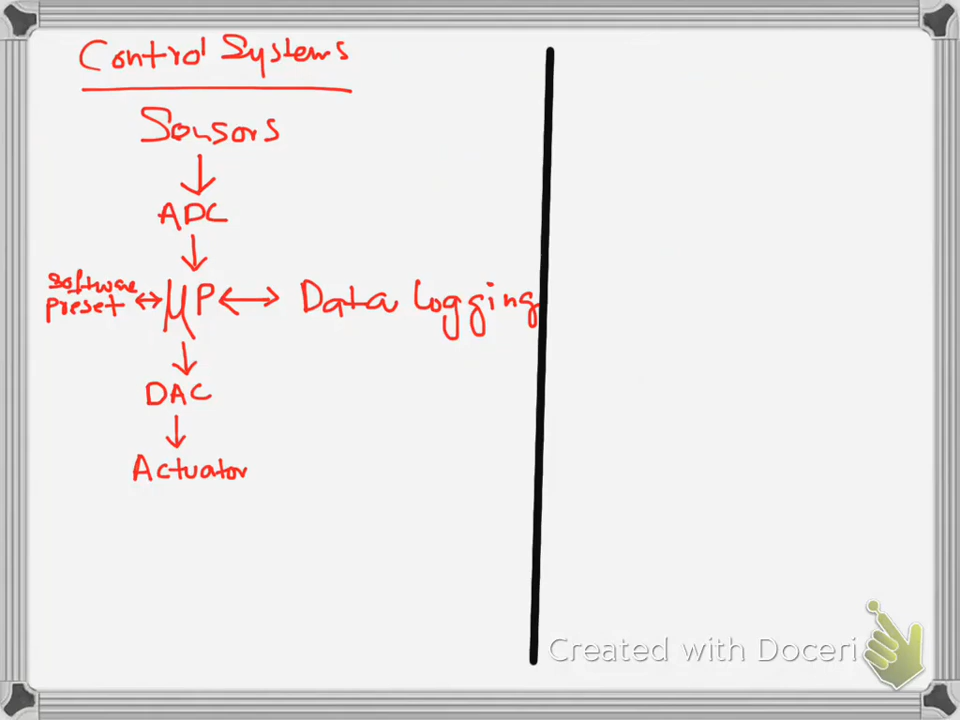 Control Systems
Sensors
ADC
software
preset
μP
Data Logging
DAC
Actuator
Created with Doceri